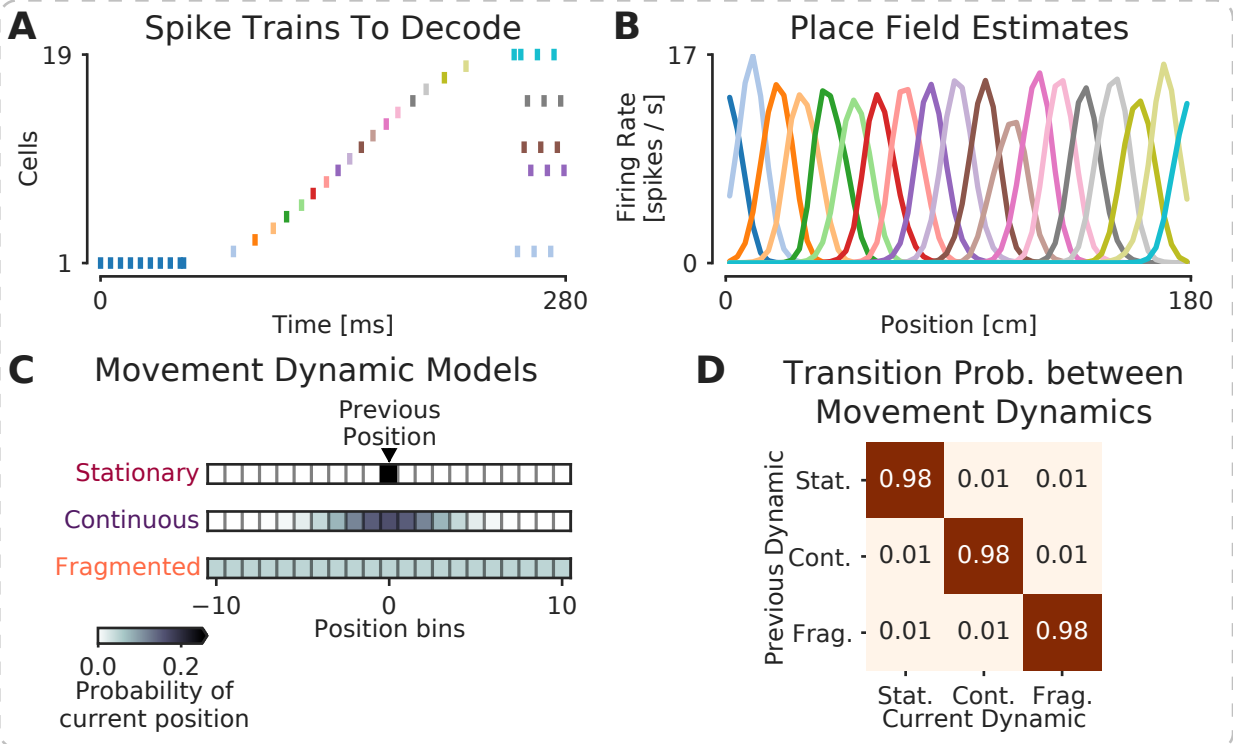 A
Spike Trains To Decode
19
Cells
1
0
280
Time [ms]
B
Place Field Estimates
17
Firing Rate
[spikes / s]
0
0
180
Position [cm]
C
Movement Dynamic Models
Previous
Position
Stationary
Continuous
Fragmented
−10
0
10
Position bins
0.0
0.2
Probability of
current position
D
Transition Prob. between
Movement Dynamics
Previous Dynamic
Stat.
0.98
0.01
0.01
Cont.
0.01
0.98
0.01
Frag.
0.01
0.01
0.98
Stat.
Cont.
Frag.
Current Dynamic